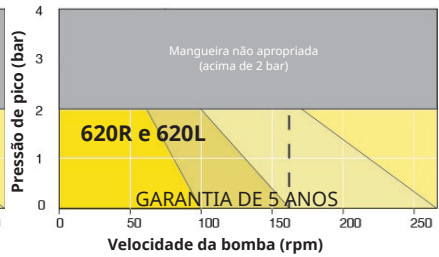 Pressão de pico (bar)
4
3
2
1
0
Mangueira não apropriada
(acima de 2 bar)
620R e 620L
GARANTIA DE 5 ANOS
0 50 100 150 200 250
Velocidade da bomba (rpm)